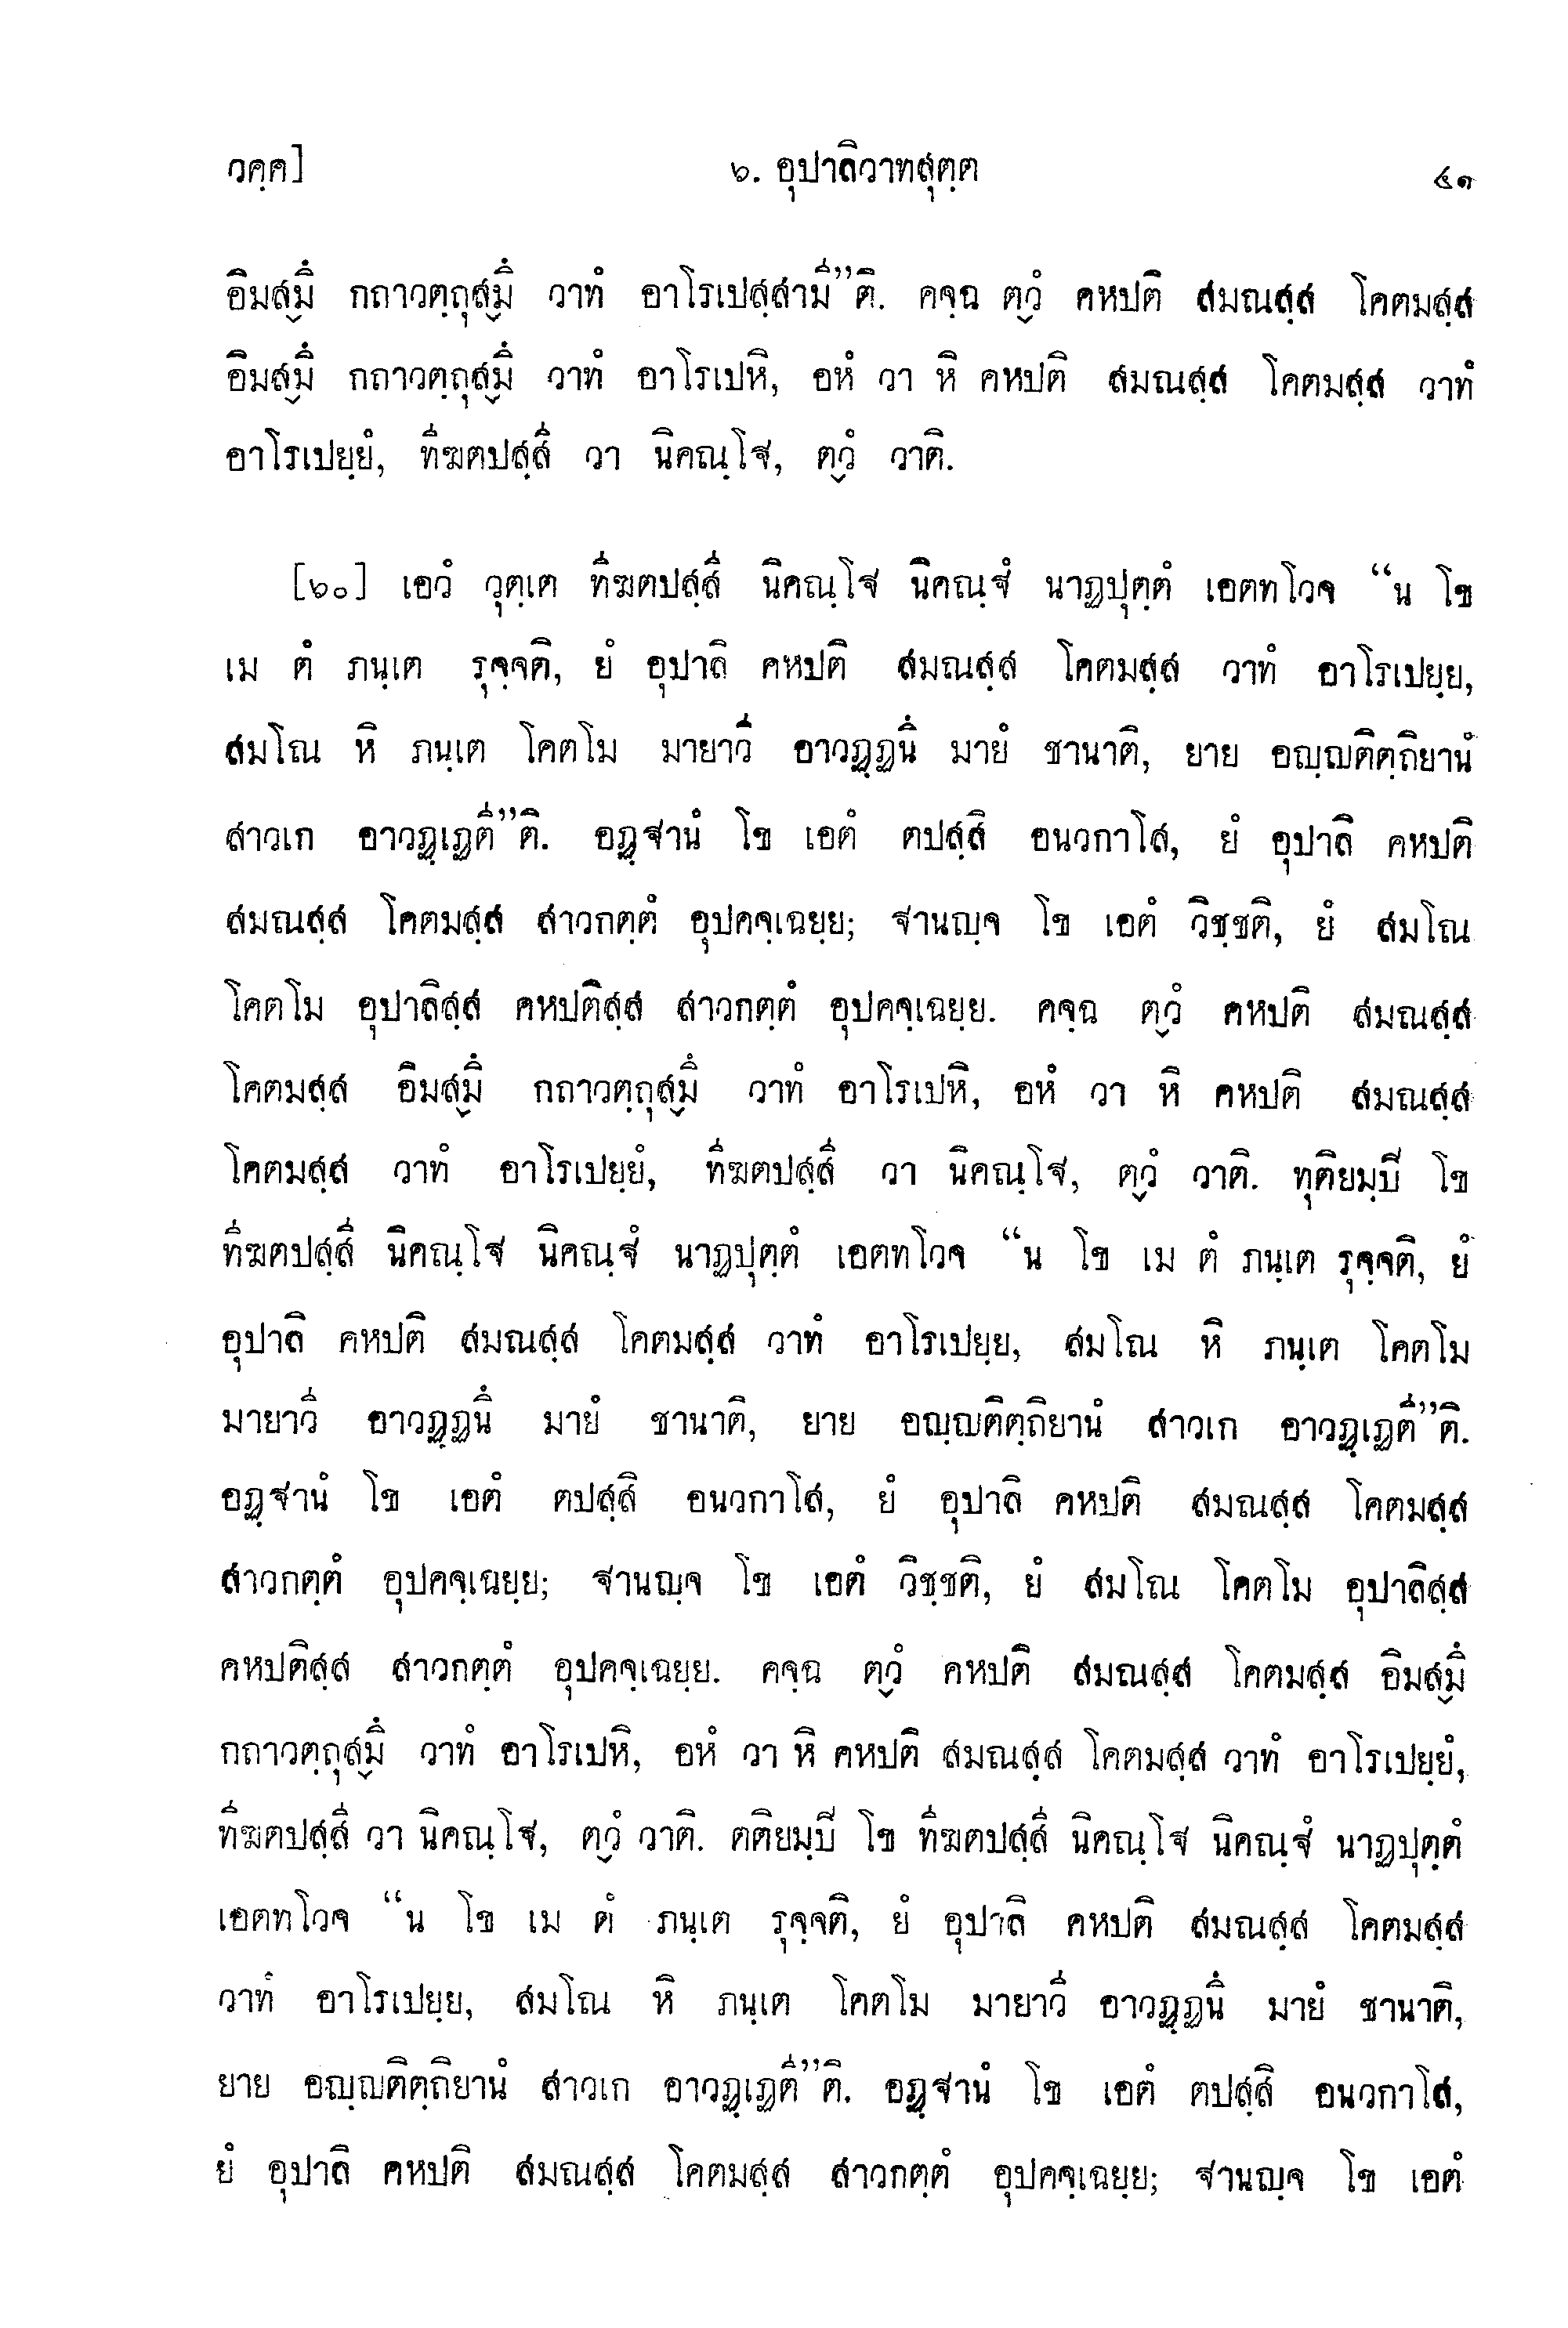 วคฺค] ๖. อุปาลิวาทสุตฺต ๕๑
อิมสฺมึ กถาวตฺถุสฺมึ วาทํ อาโรเปสฺสามี”ติ. คจฺฉ ตฺวํ คหปติ สมณสฺส โคตมสฺส
อิมสฺมึ กถาวตฺถุสฺมึ วาทํ อาโรเปหิ, อหํ วา หิ คหปติ สมณสฺส โคตมสฺส วาทํ
อาโรเปยฺยํ, ทีฆตปสฺสี วา นิคณฺโฐ, ตฺวํ วาติ.
[๖๐] เอวํ วุตฺเต ทีฆตปสฺสี นิคณฺโฐ นิคณฺฐํ นาฏปุตฺตํ เอตทโวจ “น โข
เม ตํ ภนฺเต รุจฺจติ, ยํ อุปาลิ คหปติ สมณสฺส โคตมสฺส วาทํ อาโรเปยฺย,
สมโณ หิ ภนฺเต โคตโม มายาวี อาวฏฺฏนึ มายํ ชานาติ, ยาย อญฺญติตฺถิยานํ
สาวเก อาวฏฺเฏตี”ติ. อฏฺฐานํ โข เอตํ ตปสฺสิ อนวกาโส, ยํ อุปาลิ คหปติ
สมณสฺส โคตมสฺส สาวกตฺตํ อุปคจฺเฉยฺย; ฐานญฺจ โข เอตํ วิชฺชติ, ยํ สมโณ
โคตโม อุปาลิสฺส คหปติสฺส สาวกตฺตํ อุปคจฺเฉยฺย. คจฺฉ ตฺวํ คหปติ สมณสฺส
โคตมสฺส อิมสฺมึ กถาวตฺถุสฺมึ วาทํ อาโรเปหิ, อหํ วา หิ คหปติ สมณสฺส
โคตมสฺส วาทํ อาโรเปยฺยํ, ทีฆตปสฺสี วา นิคณฺโฐ, ตฺวํ วาติ. ทุติยมฺปิ โข
ทีฆตปสฺสี นิคณฺโฐ นิคณฺฐํ นาฏปุตฺตํ เอตทโวจ “น โข เม ตํ ภนฺเต รุจฺจติ, ยํ
อุปาลิ คหปติ สมณสฺส โคตมสฺส วาทํ อาโรเปยฺย, สมโณ หิ ภนฺเต โคตโม
มายาวี อาวฏฺฏนึ มายํ ชานาติ, ยาย อญฺญติตฺถิยานํ สาวเก อาวฏฺเฏตี”ติ.
อฏฺฐานํ โข เอตํ ตปสฺสิ อนวกาโส, ยํ อุปาลิ คหปติ สมณสฺส โคตมสฺส
สาวกตฺตํ อุปคจฺเฉยฺย; ฐานญฺจ โข เอตํ วิชฺชติ, ยํ สมโณ โคตโม อุปาลิสฺส
คหปติสฺส สาวกตฺตํ อุปคจฺเฉยฺย. คจฺฉ ตฺวํ คหปติ สมณสฺส โคตมสฺส อิมสฺมึ
กถาวตฺถุสฺมึ วาทํ อาโรเปหิ, อหํ วา หิ คหปติ สมณสฺส โคตมสฺส วาทํ อาโรเปยฺยํ,
ทีฆตปสฺสี วา นิคณฺโฐ, ตฺวํ วาติ. ตติยมฺปิ โข ทีฆตปสฺสี นิคณฺโฐ นิคณฺฐํ นาฏปุตฺตํ
เอตทโวจ “น โข เม ตํ ภนฺเต รุจฺจติ, ยํ อุปาลิ คหปติ สมณสฺส โคตมสฺส
วาทํ อาโรเปยฺย, สมโณ หิ ภนฺเต โคตโม มายาวี อาวฏฺฏนึ มายํ ชานาติ,
ยาย อญฺญติตฺถิยานํ สาวเก อาวฏฺเฏตี”ติ. อฏฺฐานํ โข เอตํ ตปสฺสิ อนวกาโส,
ยํ อุปาลิ คหปติ สมณสฺส โคตมสฺส สาวกตฺตํ อุปคจฺเฉยฺย; ฐานญฺจ โข เอตํ